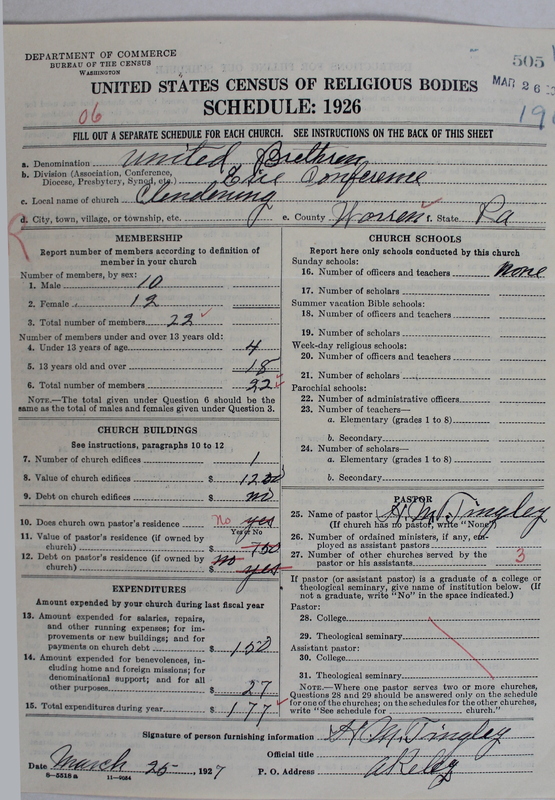 DEPARTMENT OF COMMERCE
BUREAU OF THE CENSUS
WASHINGTON
505
MAR 26
UNITED STATES CENSUS OF RELIGIOUS BODIES
SCHEDULE: 1926
06
FILL OUT A SEPARATE SCHEDULE FOR EACH CHURCH. SEE INSTRUCTIONS ON THE BACK OF THIS SHEET
a. Denomination United Brethren
b. Division (Association, Conference, Diocese, Presbytery, Synod, etc.) Erie Conference
c. Local name of church Clendening
d. City, town, village, or township, etc. e. County Warren f. State Pa
MEMBERSHIP
Report number of members according to definition of
member in your church
Number of members, by sex:
1. Male 10
2. Female 12
3. Total number of members 22
Number of members under and over 13 years old:
4. Under 13 years of age 4
5. 13 years old and over 18
6. Total number of members 22
NOTE.—The total given under Question 6 should be
same as the total of males and females given under Question 3.
CHURCH BUILDINGS
See instructions, paragraphs 10 to 12
7. Number of church edifices 1
8. Value of church edifices $ 1200
9. Debt on church edifices $ no
10. Does church own pastor's residence no yes
Yes or No
11. Value of pastor's residence (if owned by
church) $ 750
12. Debt on pastor's residence (if owned by
church) $ no yes
EXPENDITURES
Amount expended by your church during last fiscal year
13. Amount expended for salaries, repairs,
and other running expenses; for im-
provements or new buildings; and for
payments on church debt $ 150
14. Amount expended for benevolences, in-
cluding home and foreign missions; for
denominational support; and for all
other purposes $ 27
15. Total expenditures during year $ 177
CHURCH SCHOOLS
Report here only schools conducted by this church
Sunday schools:
16. Number of officers and teachers None
17. Number of scholars
Summer vacation Bible schools:
18. Number of officers and teachers
19. Number of scholars
Week-day religious schools:
20. Number of officers and teachers
21. Number of scholars
Parochial schools:
22. Number of administrative officers
23. Number of teachers—
a. Elementary (grades 1 to 8)
b. Secondary
24. Number of scholars—
a. Elementary (grades 1 to 8)
b. Secondary
PASTOR
25. Name of pastor H. M. Tingley
(If church has no pastor, write "None")
26. Number of ordained ministers, if any, em-
ployed as assistant pastors
27. Number of other churches served by the
pastor or his assistants 3
If pastor (or assistant pastor) is a graduate of a college or
theological seminary, give name of institution below. (If
not a graduate, write "No" in the space indicated.)
Pastor:
28. College
29. Theological seminary
Assistant pastor:
30. College
31. Theological seminary
NOTE.—Where one pastor serves two or more churches,
Questions 28 and 29 should be answered only on the schedule
for one of the churches; on the schedules for the other churches,
write "See schedule for church."
Signature of person furnishing information H. M. Tingley
Official title
Date March 25, 1927 P. O. Address
8—5518 a 11—9054